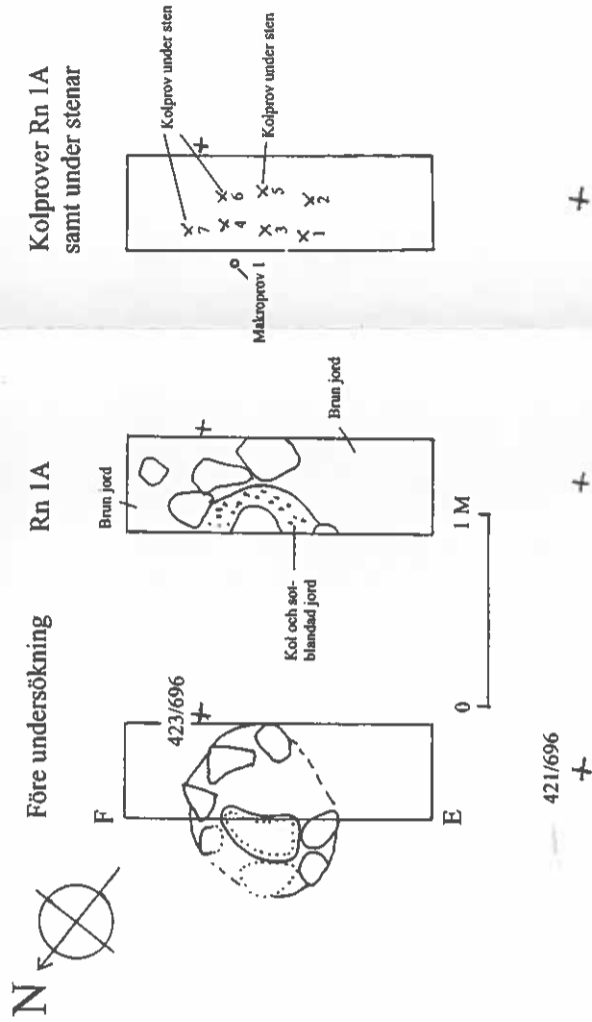 N
Före undersökning
F
423/696
E
421/696
0
1 M
Rn 1A
Brun jord
Kol och sot-
blandad jord
Brun jord
Kolprover Rn 1A
samt under stenar
Kolprov under sten
Kolprov under sten
Makroprov 1
7
6
4
5
3
2
1